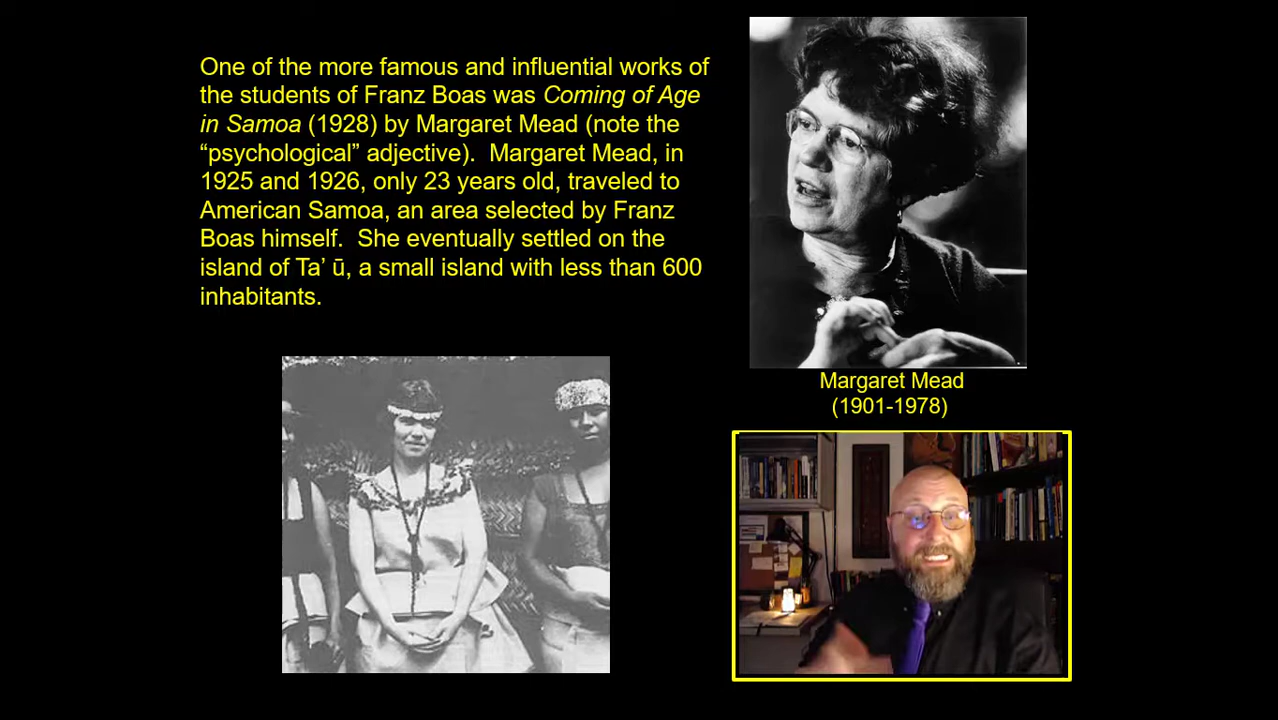 One of the more famous and influential works of
the students of Franz Boas was Coming of Age
in Samoa (1928) by Margaret Mead (note the
“psychological” adjective).  Margaret Mead, in
1925 and 1926, only 23 years old, traveled to
American Samoa, an area selected by Franz
Boas himself.  She eventually settled on the
island of Ta’ ū, a small island with less than 600
inhabitants.
Margaret Mead
(1901-1978)